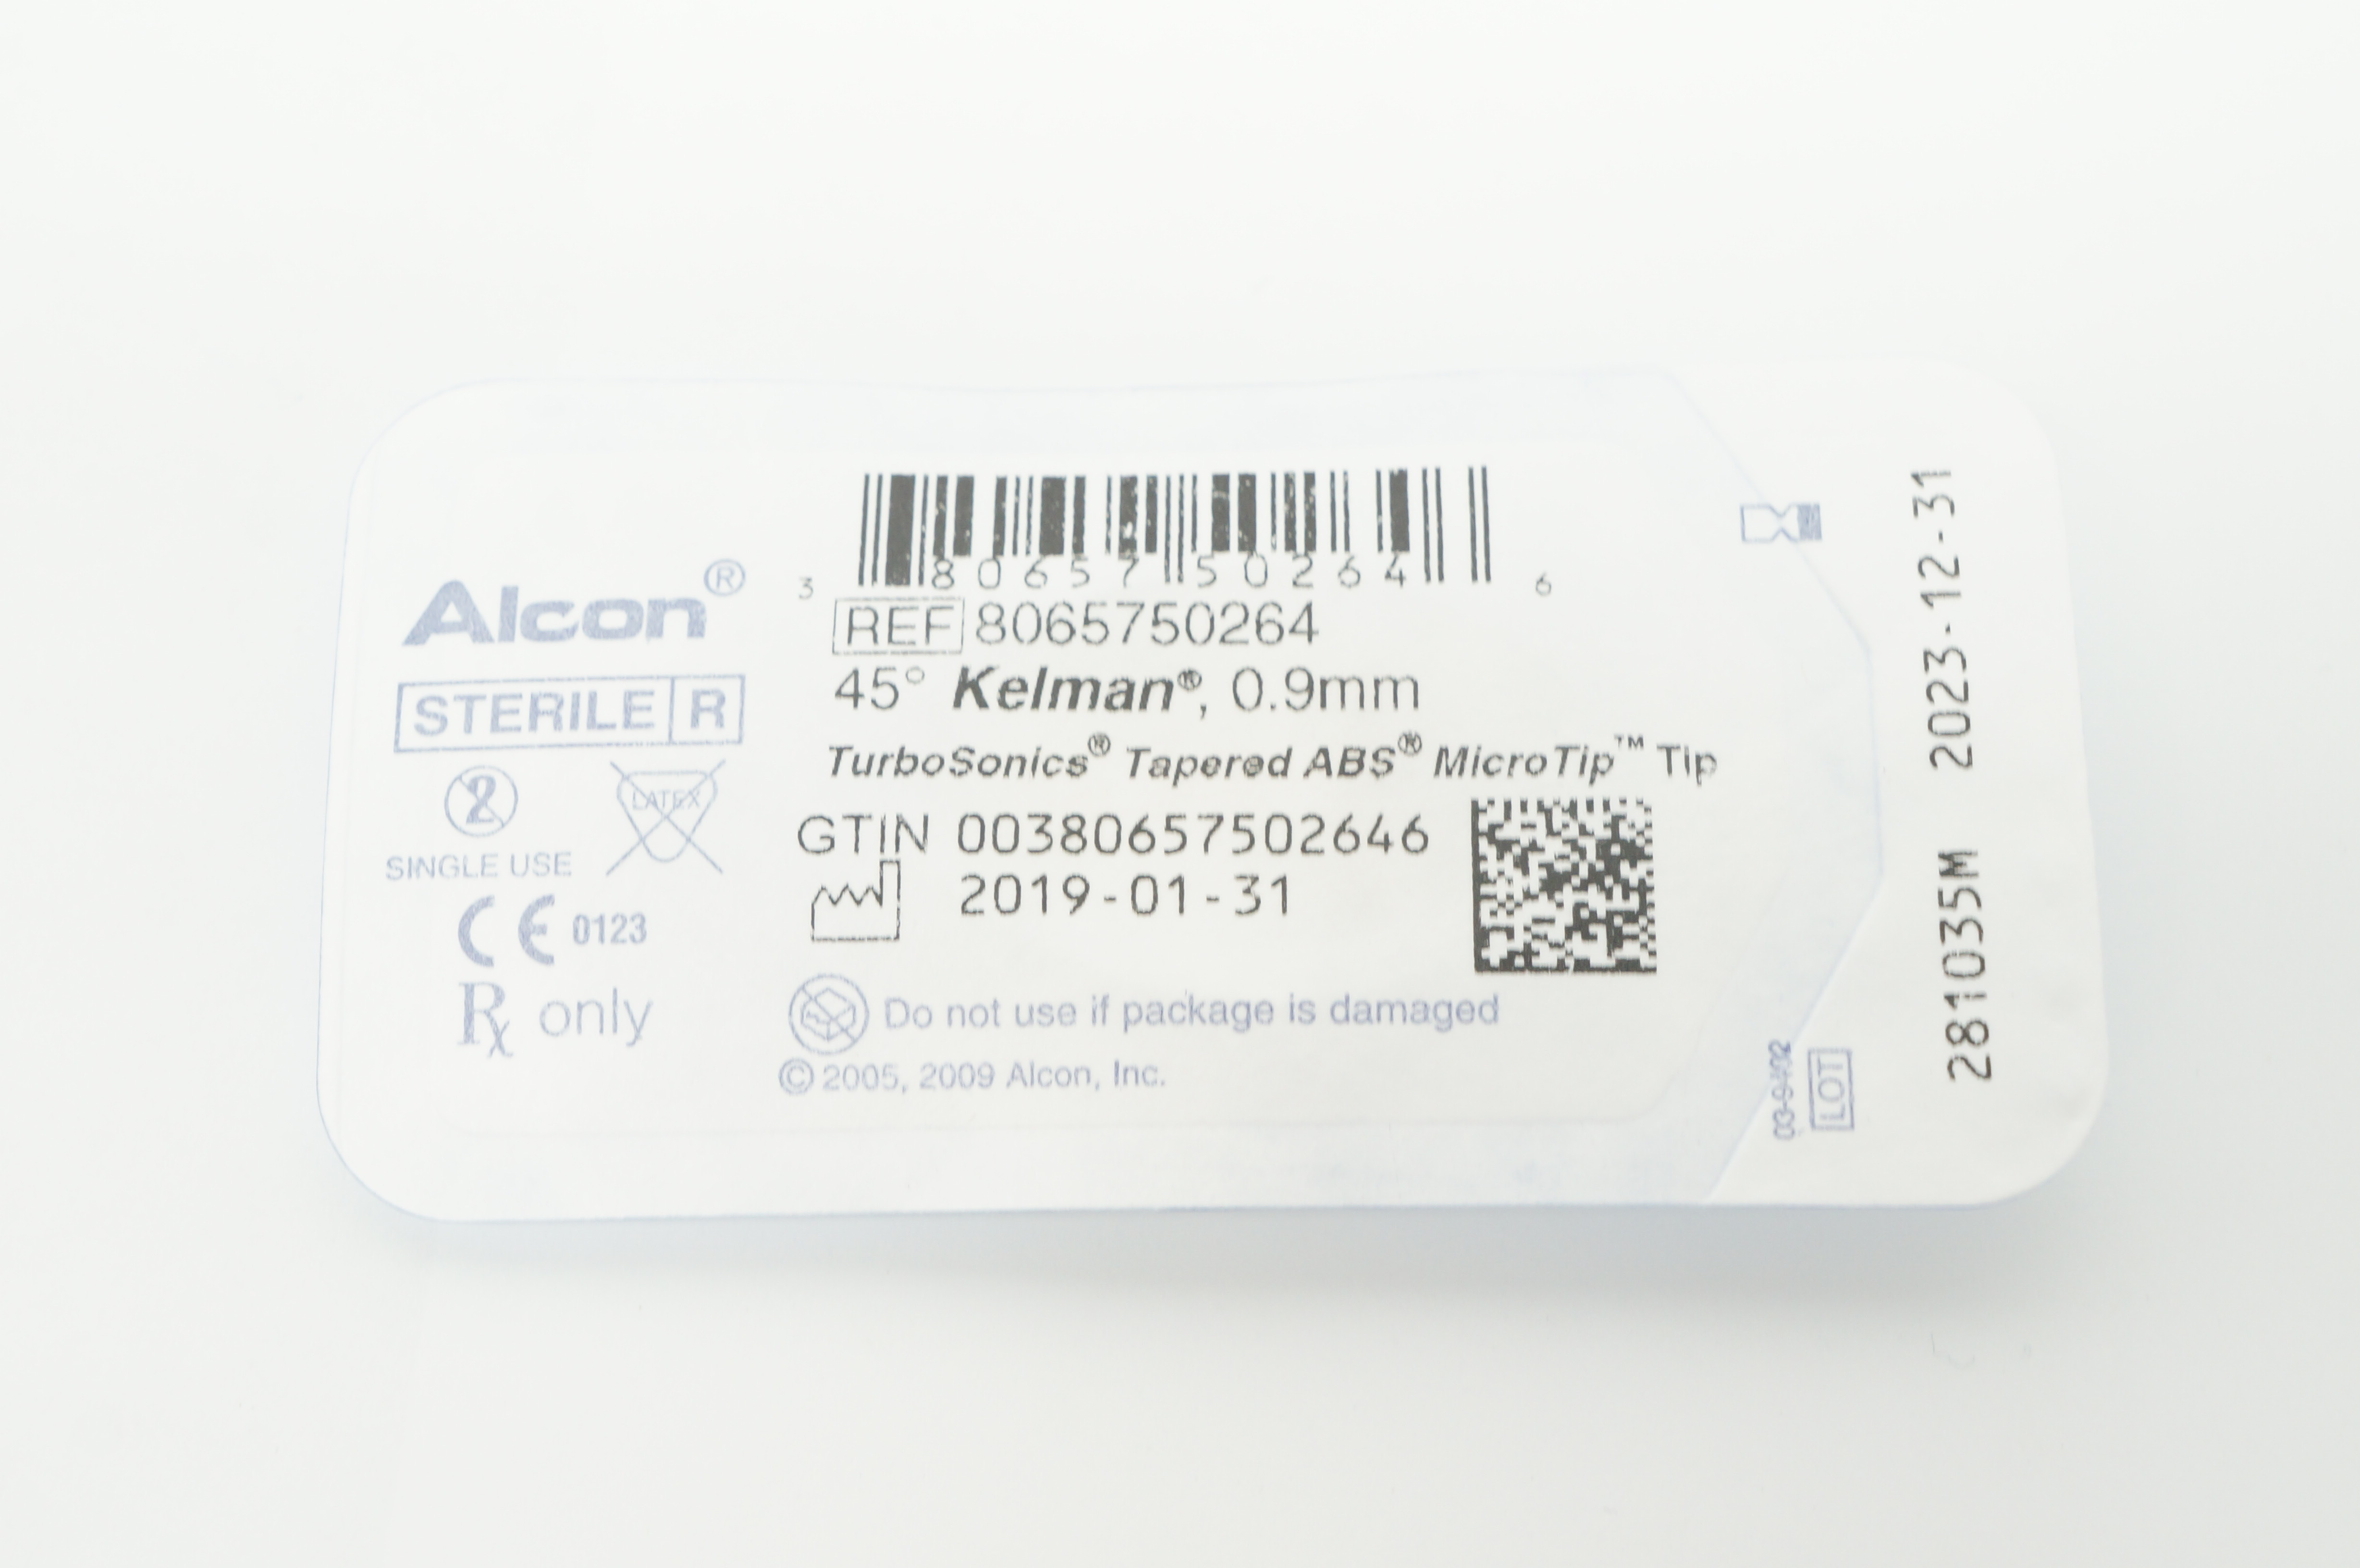 Alcon®
STERILE R
2
LATEX
SINGLE USE
CE 0123
Rx only
3 80657 50264 6
REF 8065750264
45° Kelman®, 0.9mm
TurboSonics® Tapered ABS® MicroTip™ Tip
GTIN 00380657502646
2019-01-31
Do not use if package is damaged
© 2005, 2009 Alcon, Inc.
LOT
281035M 2023-12-31